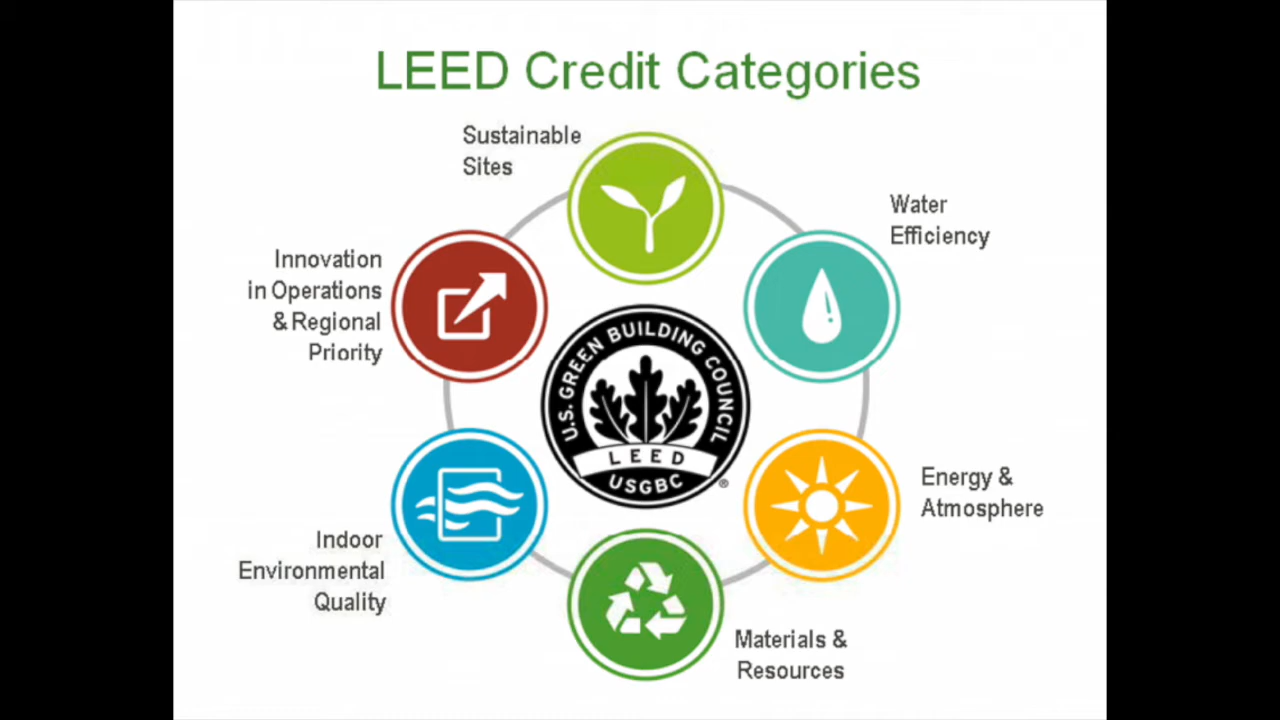 LEED Credit Categories
Sustainable
Sites
Water
Efficiency
Innovation
in Operations
& Regional
Priority
U.S. GREEN BUILDING COUNCIL
LEED
USGBC
®
Energy &
Atmosphere
Indoor
Environmental
Quality
Materials &
Resources